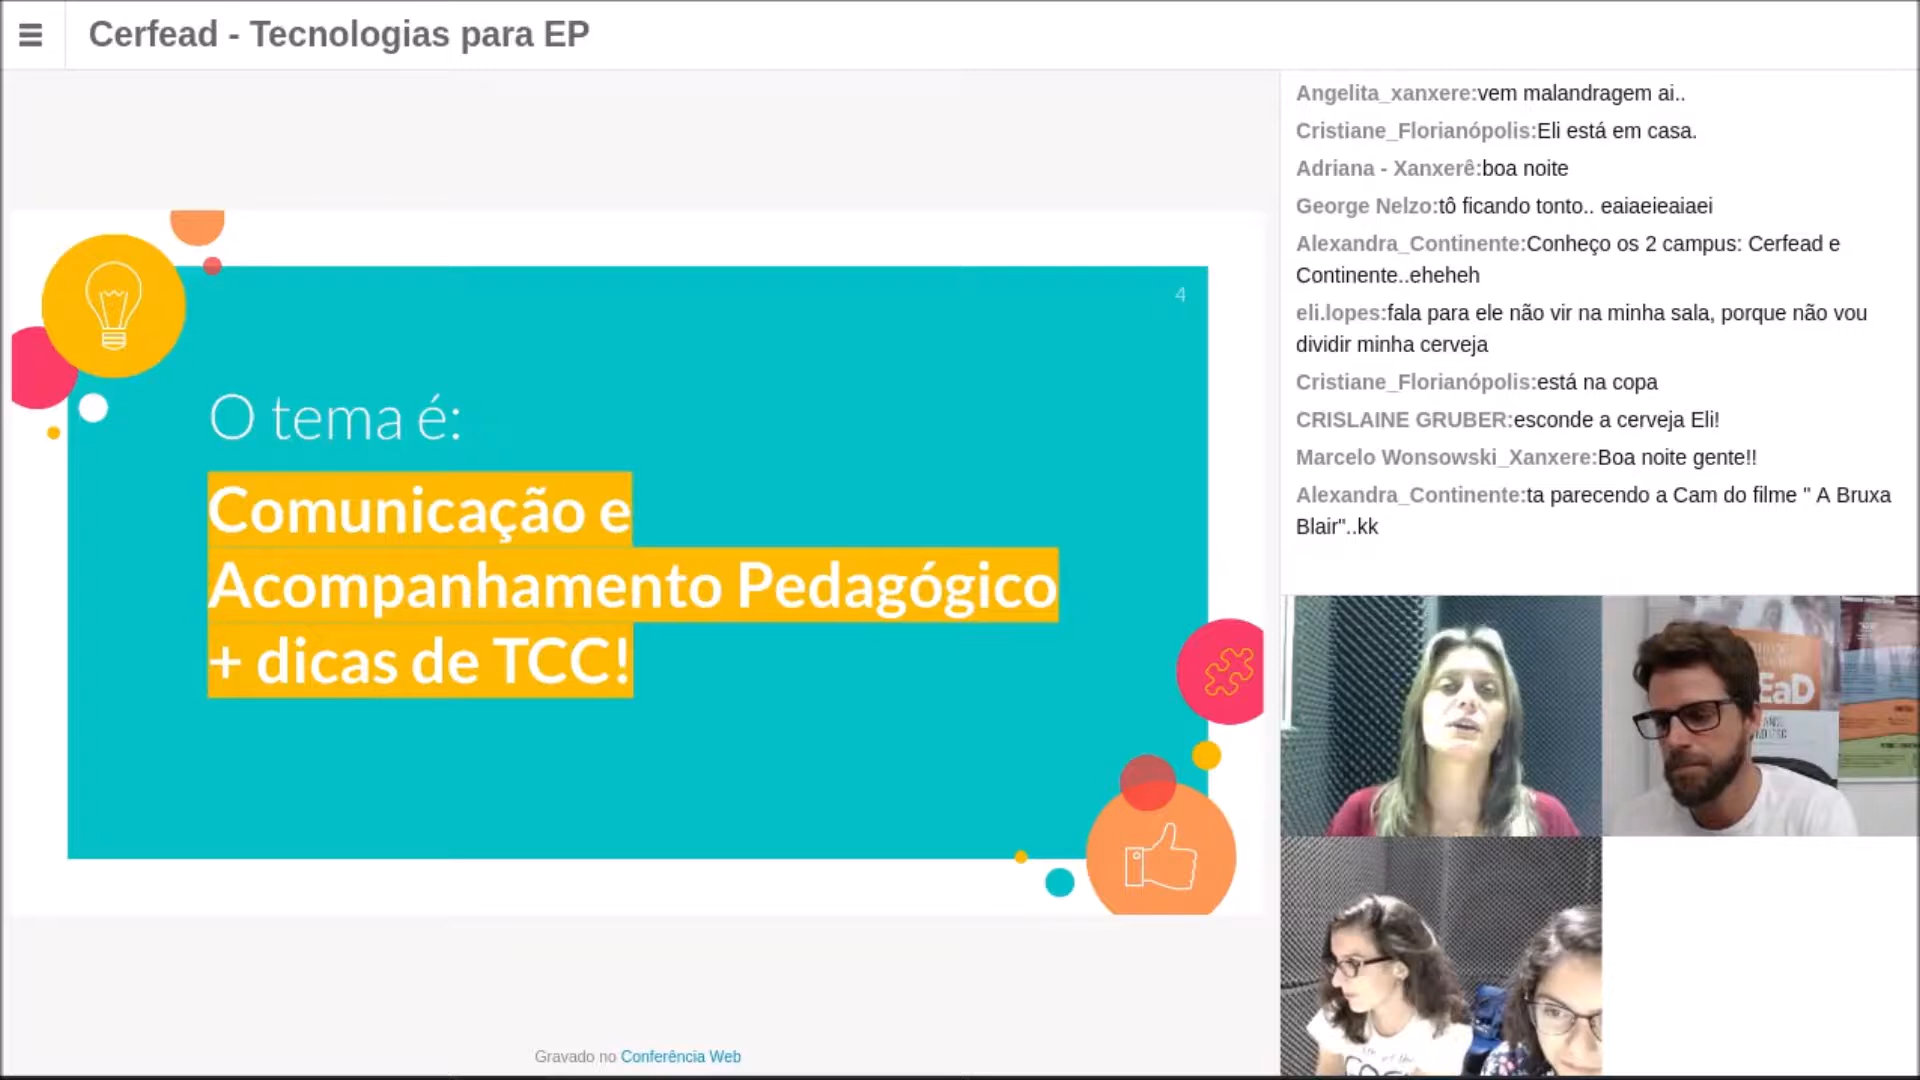 Cerfead - Tecnologias para EP
4
O tema é:
Comunicação e
Acompanhamento Pedagógico
+ dicas de TCC!
Gravado no Conferência Web
Angelita_xanxere:vem malandragem ai..
Cristiane_Florianópolis:Eli está em casa.
Adriana - Xanxerê:boa noite
George Nelzo:tô ficando tonto.. eaiaeieaiaei
Alexandra_Continente:Conheço os 2 campus: Cerfead e
Continente..eheheh
eli.lopes:fala para ele não vir na minha sala, porque não vou
dividir minha cerveja
Cristiane_Florianópolis:está na copa
CRISLAINE GRUBER:esconde a cerveja Eli!
Marcelo Wonsowski_Xanxere:Boa noite gente!!
Alexandra_Continente:ta parecendo a Cam do filme " A Bruxa
Blair"..kk
EaD